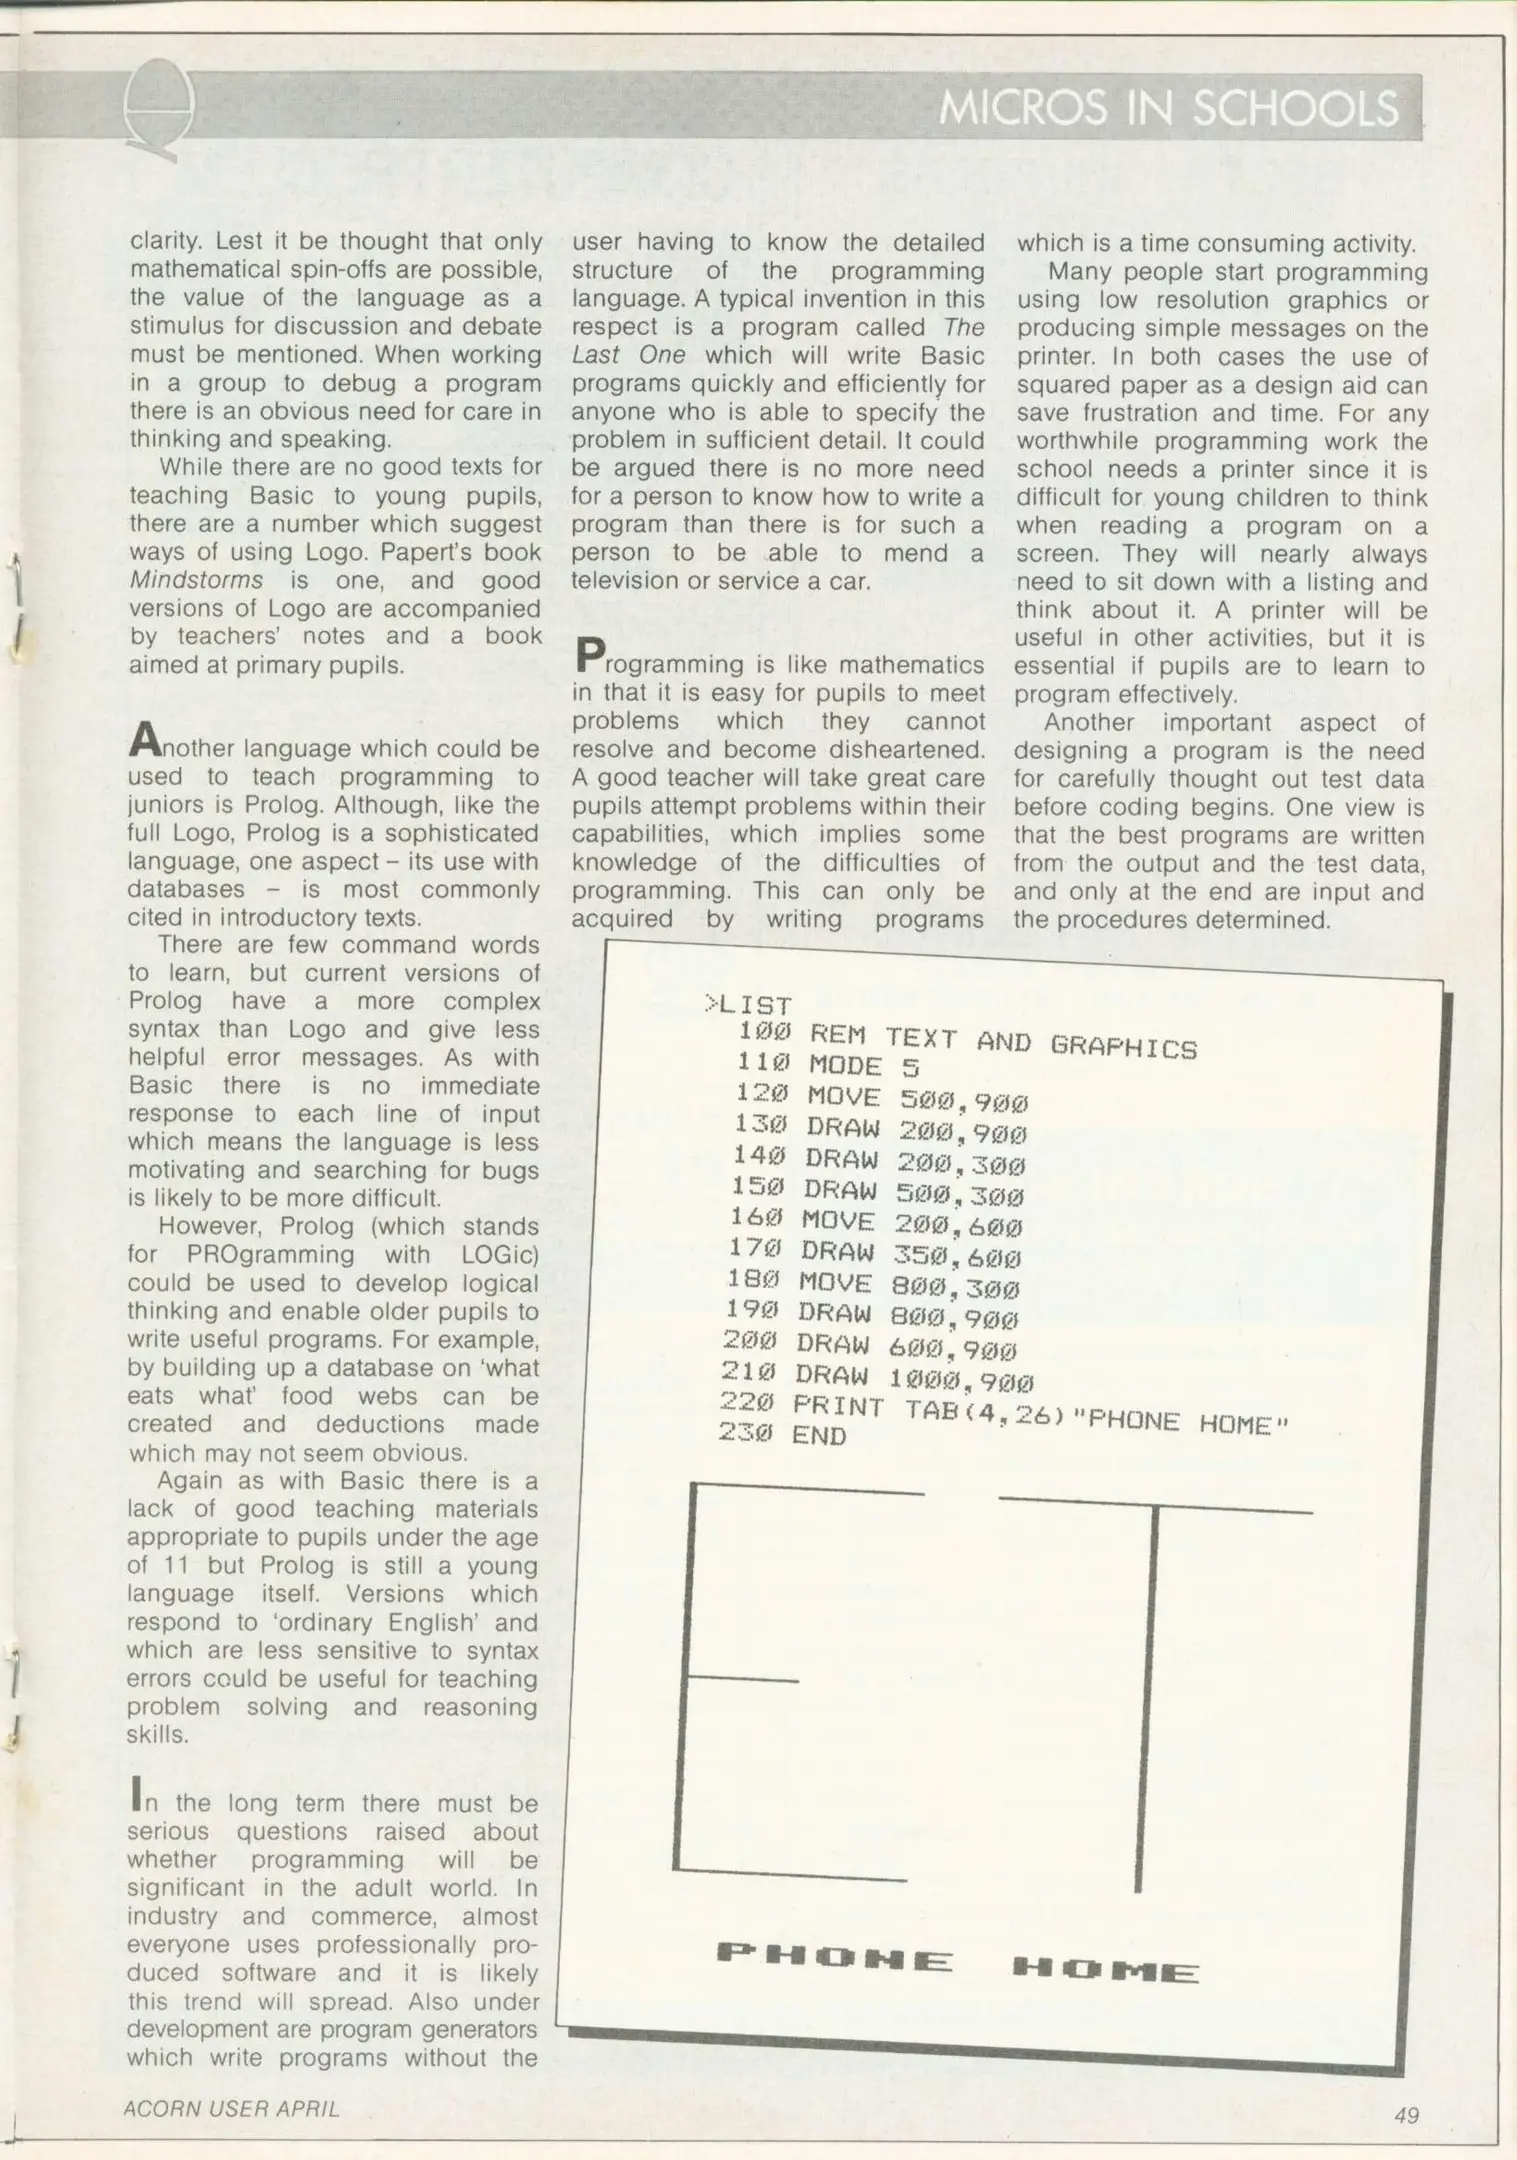 MICROS IN SCHOOLS
clarity. Lest it be thought that only
mathematical spin-offs are possible,
the value of the language as a
stimulus for discussion and debate
must be mentioned. When working
in a group to debug a program
there is an obvious need for care in
thinking and speaking.
While there are no good texts for
teaching Basic to young pupils,
there are a number which suggest
ways of using Logo. Papert's book
Mindstorms is one, and good
versions of Logo are accompanied
by teachers' notes and a book
aimed at primary pupils.
Another language which could be
used to teach programming to
juniors is Prolog. Although, like the
full Logo, Prolog is a sophisticated
language, one aspect – its use with
databases – is most commonly
cited in introductory texts.
There are few command words
to learn, but current versions of
Prolog have a more complex
syntax than Logo and give less
helpful error messages. As with
Basic there is no immediate
response to each line of input
which means the language is less
motivating and searching for bugs
is likely to be more difficult.
However, Prolog (which stands
for PROgramming with LOGic)
could be used to develop logical
thinking and enable older pupils to
write useful programs. For example,
by building up a database on 'what
eats what' food webs can be
created and deductions made
which may not seem obvious.
Again as with Basic there is a
lack of good teaching materials
appropriate to pupils under the age
of 11 but Prolog is still a young
language itself. Versions which
respond to 'ordinary English' and
which are less sensitive to syntax
errors could be useful for teaching
problem solving and reasoning
skills.
In the long term there must be
serious questions raised about
whether programming will be
significant in the adult world. In
industry and commerce, almost
everyone uses professionally pro-
duced software and it is likely
this trend will spread. Also under
development are program generators
which write programs without the
user having to know the detailed
structure of the programming
language. A typical invention in this
respect is a program called The
Last One which will write Basic
programs quickly and efficiently for
anyone who is able to specify the
problem in sufficient detail. It could
be argued there is no more need
for a person to know how to write a
program than there is for such a
person to be able to mend a
television or service a car.
Programming is like mathematics
in that it is easy for pupils to meet
problems which they cannot
resolve and become disheartened.
A good teacher will take great care
pupils attempt problems within their
capabilities, which implies some
knowledge of the difficulties of
programming. This can only be
acquired by writing programs
which is a time consuming activity.
Many people start programming
using low resolution graphics or
producing simple messages on the
printer. In both cases the use of
squared paper as a design aid can
save frustration and time. For any
worthwhile programming work the
school needs a printer since it is
difficult for young children to think
when reading a program on a
screen. They will nearly always
need to sit down with a listing and
think about it. A printer will be
useful in other activities, but it is
essential if pupils are to learn to
program effectively.
Another important aspect of
designing a program is the need
for carefully thought out test data
before coding begins. One view is
that the best programs are written
from the output and the test data,
and only at the end are input and
the procedures determined.
>LIST
100 REM TEXT AND GRAPHICS
110 MODE 5
120 MOVE 500,900
130 DRAW 200,900
140 DRAW 200,300
150 DRAW 500,300
160 MOVE 200,600
170 DRAW 350,600
180 MOVE 800,300
190 DRAW 800,900
200 DRAW 600,900
210 DRAW 1000,900
220 PRINT TAB(4,26)"PHONE HOME"
230 END
ET
PHONE HOME
ACORN USER APRIL
49